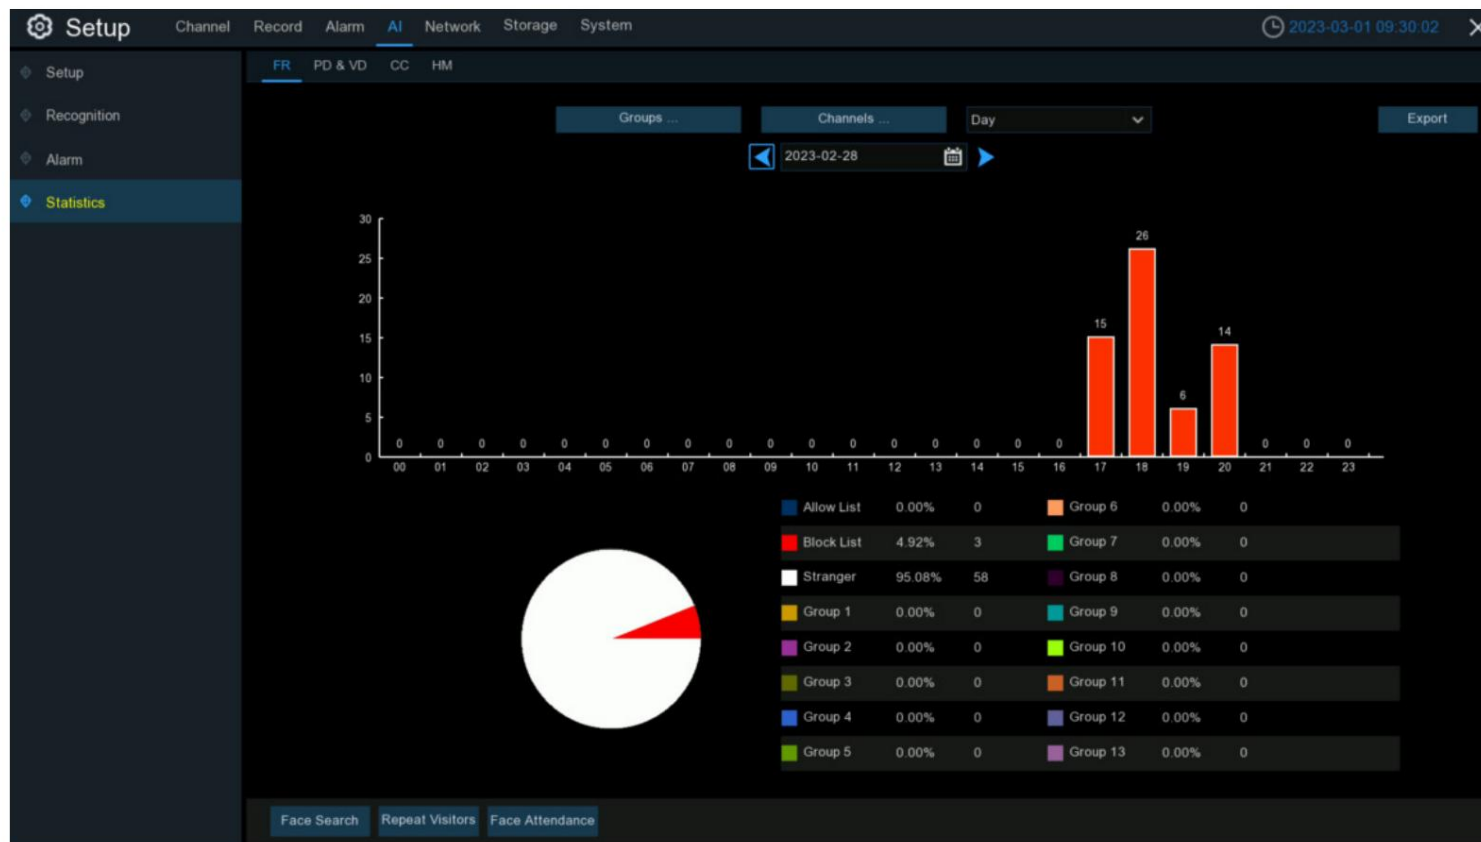 Setup Channel Record Alarm AI Network Storage System 2023-03-01 09:30:02
Setup
Recognition
Alarm
Statistics
FR PD & VD CC HM
Groups ... Channels ... Day Export
2023-02-28
30
25
20
15
10
5
0
26
15
14
6
0 0 0 0 0 0 0 0 0 0 0 0 0 0 0 0 0 0 0 0
00 01 02 03 04 05 06 07 08 09 10 11 12 13 14 15 16 17 18 19 20 21 22 23
Allow List 0.00% 0 Group 6 0.00% 0
Block List 4.92% 3 Group 7 0.00% 0
Stranger 95.08% 58 Group 8 0.00% 0
Group 1 0.00% 0 Group 9 0.00% 0
Group 2 0.00% 0 Group 10 0.00% 0
Group 3 0.00% 0 Group 11 0.00% 0
Group 4 0.00% 0 Group 12 0.00% 0
Group 5 0.00% 0 Group 13 0.00% 0
Face Search Repeat Visitors Face Attendance